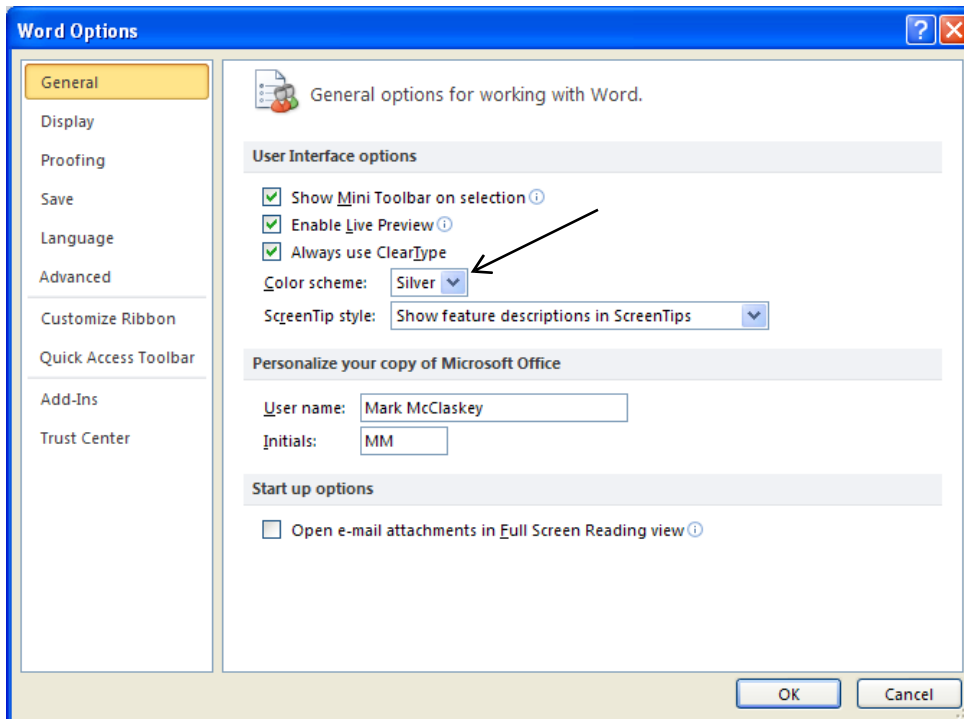 Word Options
General
Display
Proofing
Save
Language
Advanced
Customize Ribbon
Quick Access Toolbar
Add-Ins
Trust Center
General options for working with Word.
User Interface options
Show Mini Toolbar on selection
Enable Live Preview
Always use ClearType
Color scheme: Silver
ScreenTip style: Show feature descriptions in ScreenTips
Personalize your copy of Microsoft Office
User name: Mark McClaskey
Initials: MM
Start up options
Open e-mail attachments in Full Screen Reading view
OK Cancel